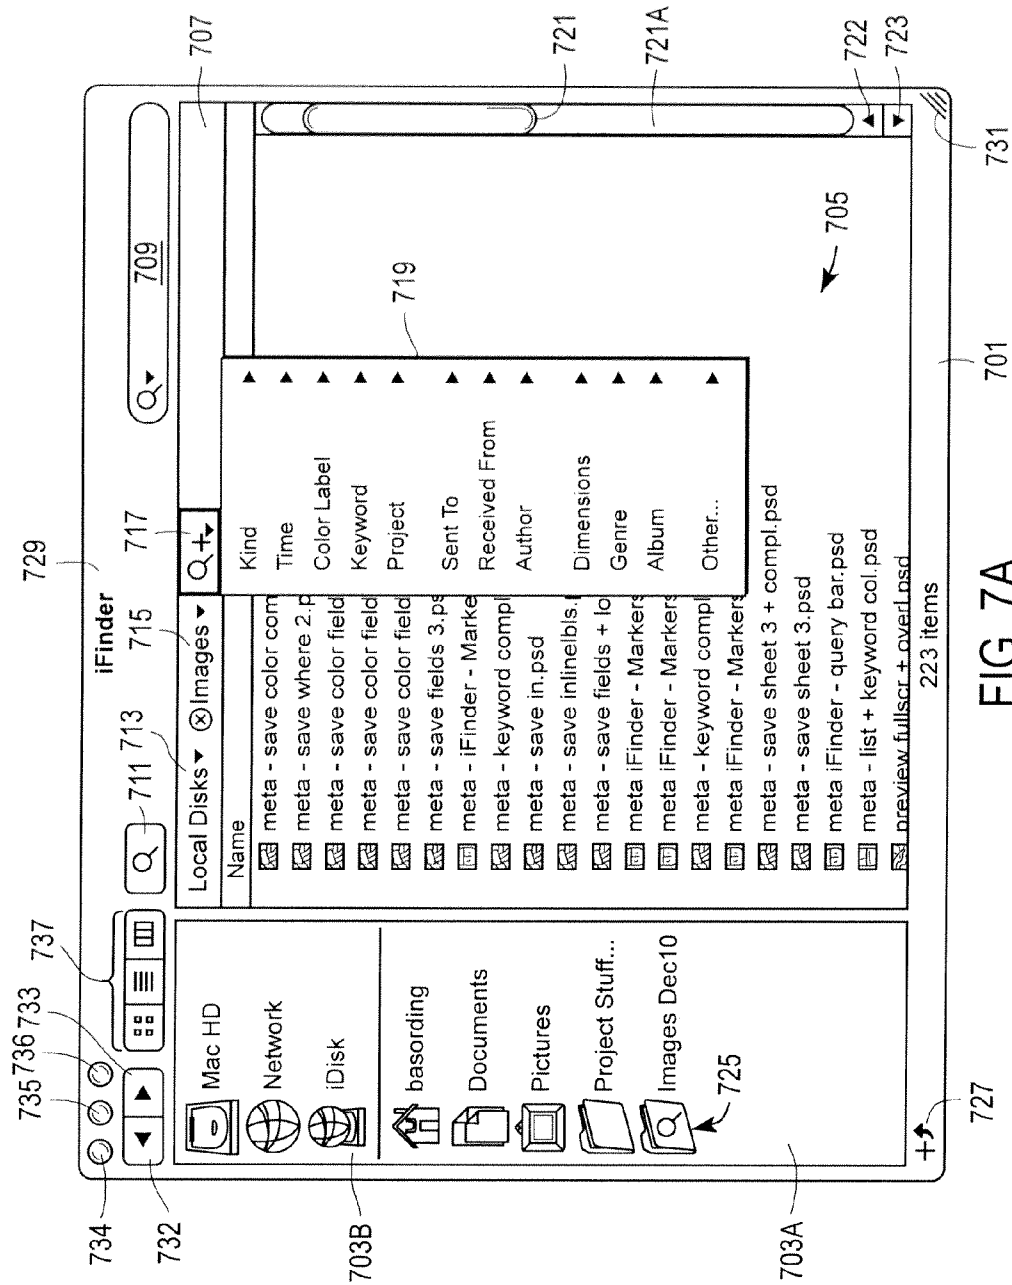 729
iFinder
734
735
736
732
733
737
711
713
715
717
709
707
Local Disks
Images
Name
Mac HD
Network
iDisk
basording
Documents
Pictures
Project Stuff...
Images Dec10
725
703B
703A
727
meta - save color com
meta - save where 2.p
meta - save color field
meta - save color field
meta - save color field
meta - save fields 3.ps
meta - iFinder - Marke
meta - keyword compl
meta - save in.psd
meta - save inlinelbls.
meta - save fields + lo
meta iFinder - Markers
meta iFinder - Markers
meta - keyword compl
meta iFinder - Markers
meta - save sheet 3 + compl.psd
meta - save sheet 3.psd
meta iFinder - query bar.psd
meta - list + keyword col.psd
preview fullscr + overl.psd
Kind
Time
Color Label
Keyword
Project
Sent To
Received From
Author
Dimensions
Genre
Album
Other...
719
705
721
721A
722
723
731
701
223 items
FIG 7A